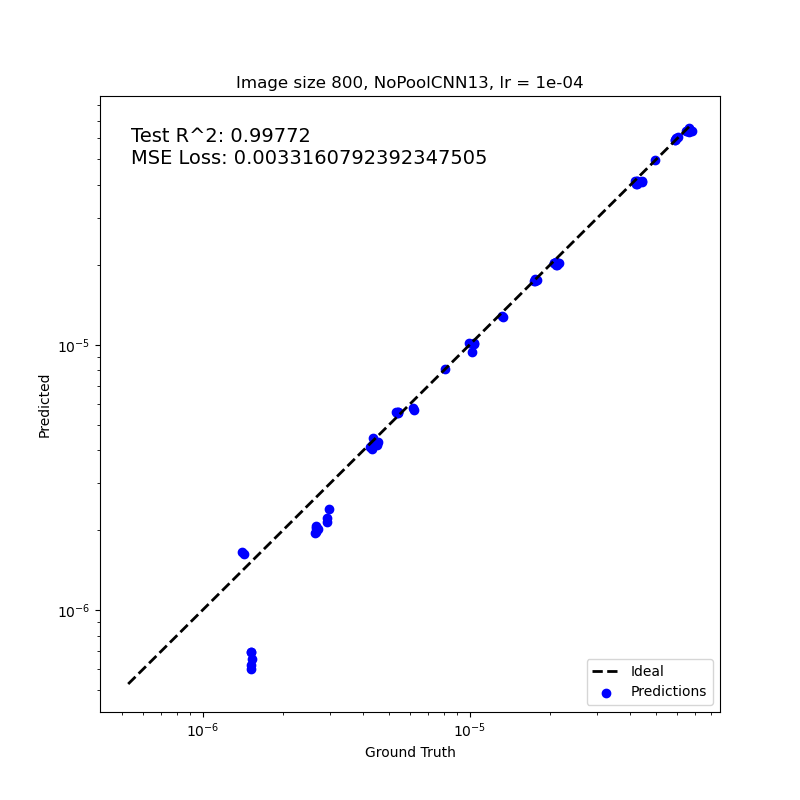 Image size 800, NoPoolCNN13, lr = 1e-04
Test R^2: 0.99772
MSE Loss: 0.0033160792392347505
10⁻⁵
Predicted
10⁻⁶
Ideal
Predictions
10⁻⁶
10⁻⁵
Ground Truth